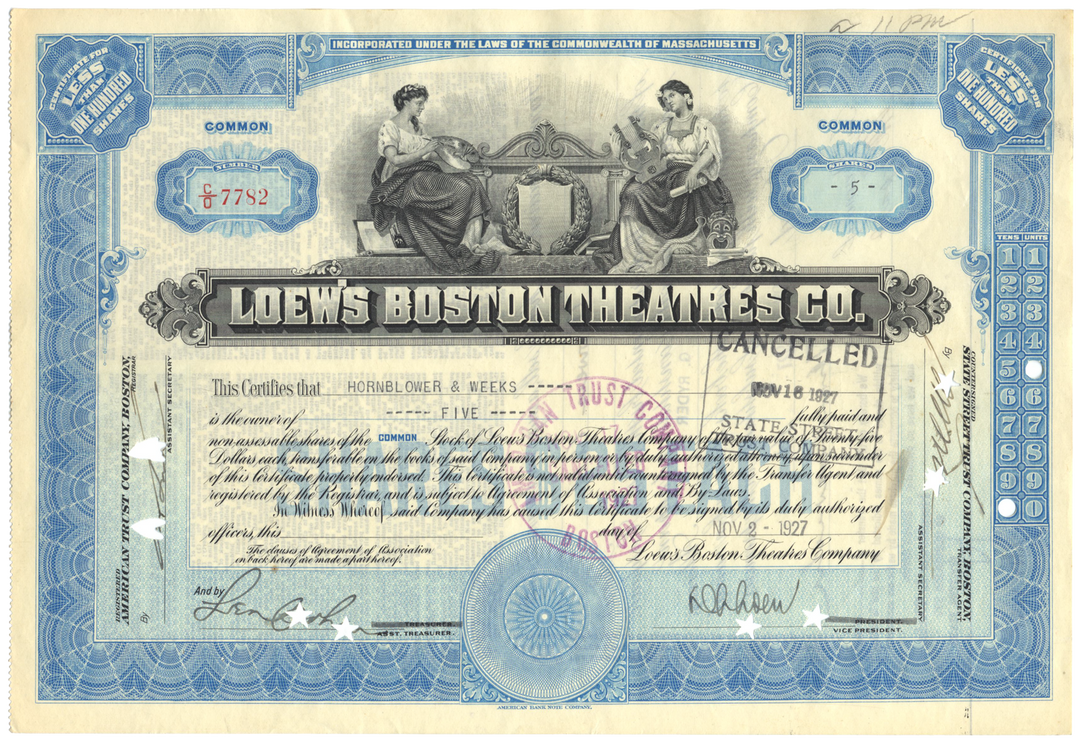 2 11 PM
INCORPORATED UNDER THE LAWS OF THE COMMONWEALTH OF MASSACHUSETTS
CERTIFICATE FOR
LESS
THAN
ONE HUNDRED
SHARES
CERTIFICATE FOR
LESS
THAN
ONE HUNDRED
SHARES
COMMON
COMMON
NUMBER
C/O 7782
SHARES
- 5 -
LOEW'S BOSTON THEATRES CO.
TENS UNITS
1 1
2 2
3 3
4 4
5
6 6
7 7
8 8
9 9
0
CANCELLED
NOV 16 1927
STATE STREET
This Certifies that HORNBLOWER & WEEKS -----
is the owner of ----- FIVE ----- fully paid and
non assessable shares of the COMMON Stock of Loew's Boston Theatres Company of the par value of Twenty five
Dollars each, transferable on the books of said Company in person or by duly authorized attorney upon surrender
of this Certificate properly endorsed. This Certificate is not valid until countersigned by the Transfer Agent and
registered by the Registrar, and is subject to Agreement of Association and By Laws.
In Witness Whereof said Company has caused this Certificate to be signed by its duly authorized
officers, this day of NOV 2 - 1927
The clauses of Agreement of Association
on back hereof are made a part hereof.
Loew's Boston Theatres Company
TRUST COMPANY
BOSTON
And by
TREASURER.
ASST. TREASURER.
PRESIDENT.
VICE PRESIDENT.
REGISTERED
AMERICAN TRUST COMPANY, BOSTON,
REGISTRAR
By
ASSISTANT SECRETARY
COUNTERSIGNED
STATE STREET TRUST COMPANY, BOSTON,
TRANSFER AGENT
By
ASSISTANT SECRETARY
AMERICAN BANK NOTE COMPANY.